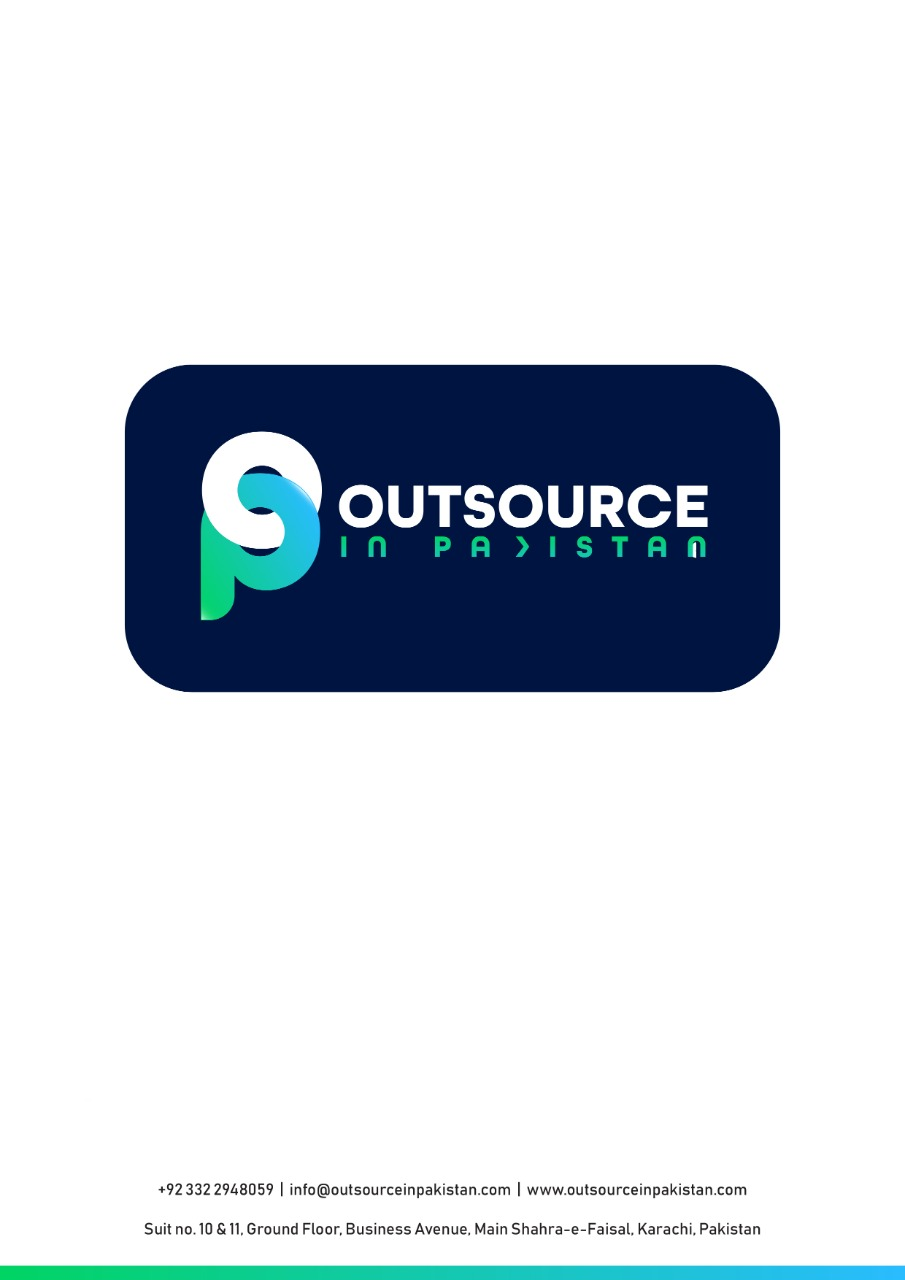 OUTSOURCE
IN PAKISTAN
+92 332 2948059 | info@outsourceinpakistan.com | www.outsourceinpakistan.com
Suit no. 10 & 11, Ground Floor, Business Avenue, Main Shahra-e-Faisal, Karachi, Pakistan